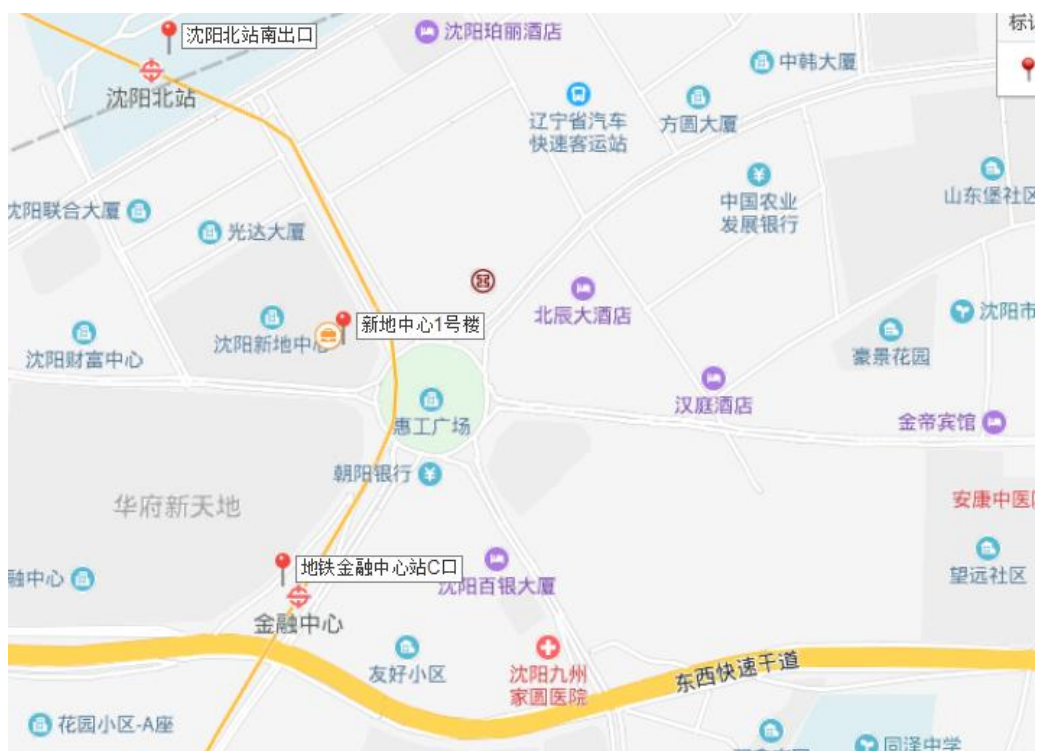 标记
沈阳北站南出口
沈阳珀丽酒店
中韩大厦
沈阳北站
辽宁省汽车
快速客运站
方圆大厦
中国农业
发展银行
山东堡社区
沈阳联合大厦
光达大厦
北辰大酒店
沈阳市
新地中心1号楼
沈阳新地中心
沈阳财富中心
豪景花园
惠工广场
汉庭酒店
金帝宾馆
朝阳银行
华府新天地
安康中医
地铁金融中心站C口
融中心
沈阳百银大厦
望远社区
金融中心
友好小区
沈阳九州
家圆医院
东西快速干道
花园小区-A座
同泽中学